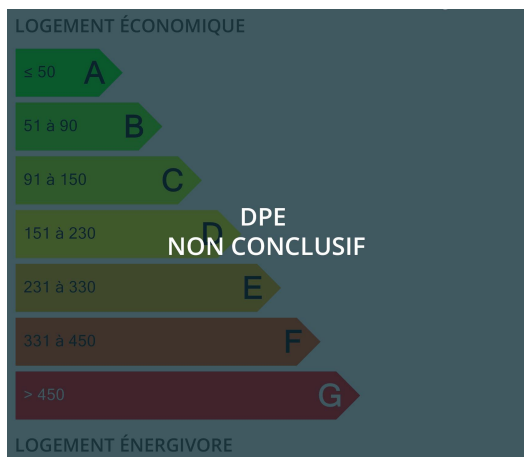 LOGEMENT ÉCONOMIQUE
≤ 50 A
51 à 90 B
91 à 150 C
DPE
151 à 230 D
NON CONCLUSIF
231 à 330 E
331 à 450 F
> 450 G
LOGEMENT ÉNERGIVORE